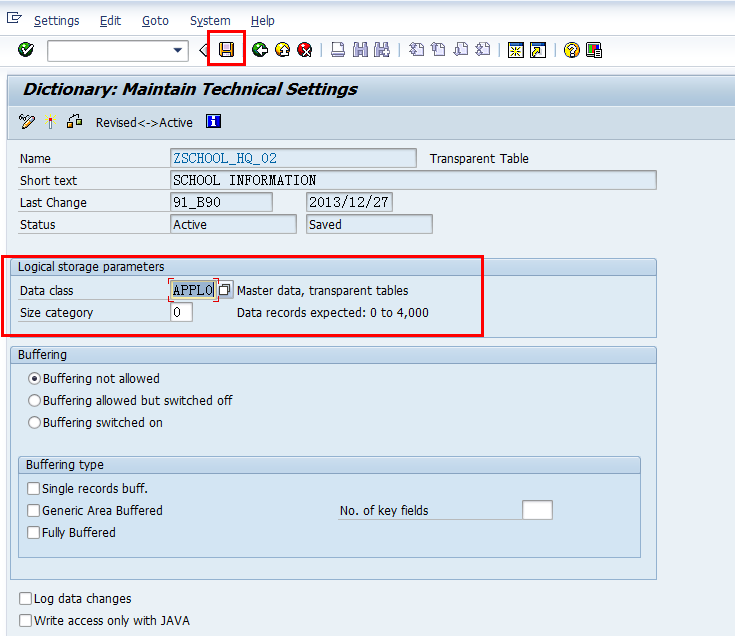 Settings Edit Goto System Help
Dictionary: Maintain Technical Settings
Revised<->Active
Name ZSCHOOL_HQ_02 Transparent Table
Short text SCHOOL INFORMATION
Last Change 91_B90 2013/12/27
Status Active Saved
Logical storage parameters
Data class APPL0 Master data, transparent tables
Size category 0 Data records expected: 0 to 4,000
Buffering
Buffering not allowed
Buffering allowed but switched off
Buffering switched on
Buffering type
Single records buff.
Generic Area Buffered No. of key fields
Fully Buffered
Log data changes
Write access only with JAVA